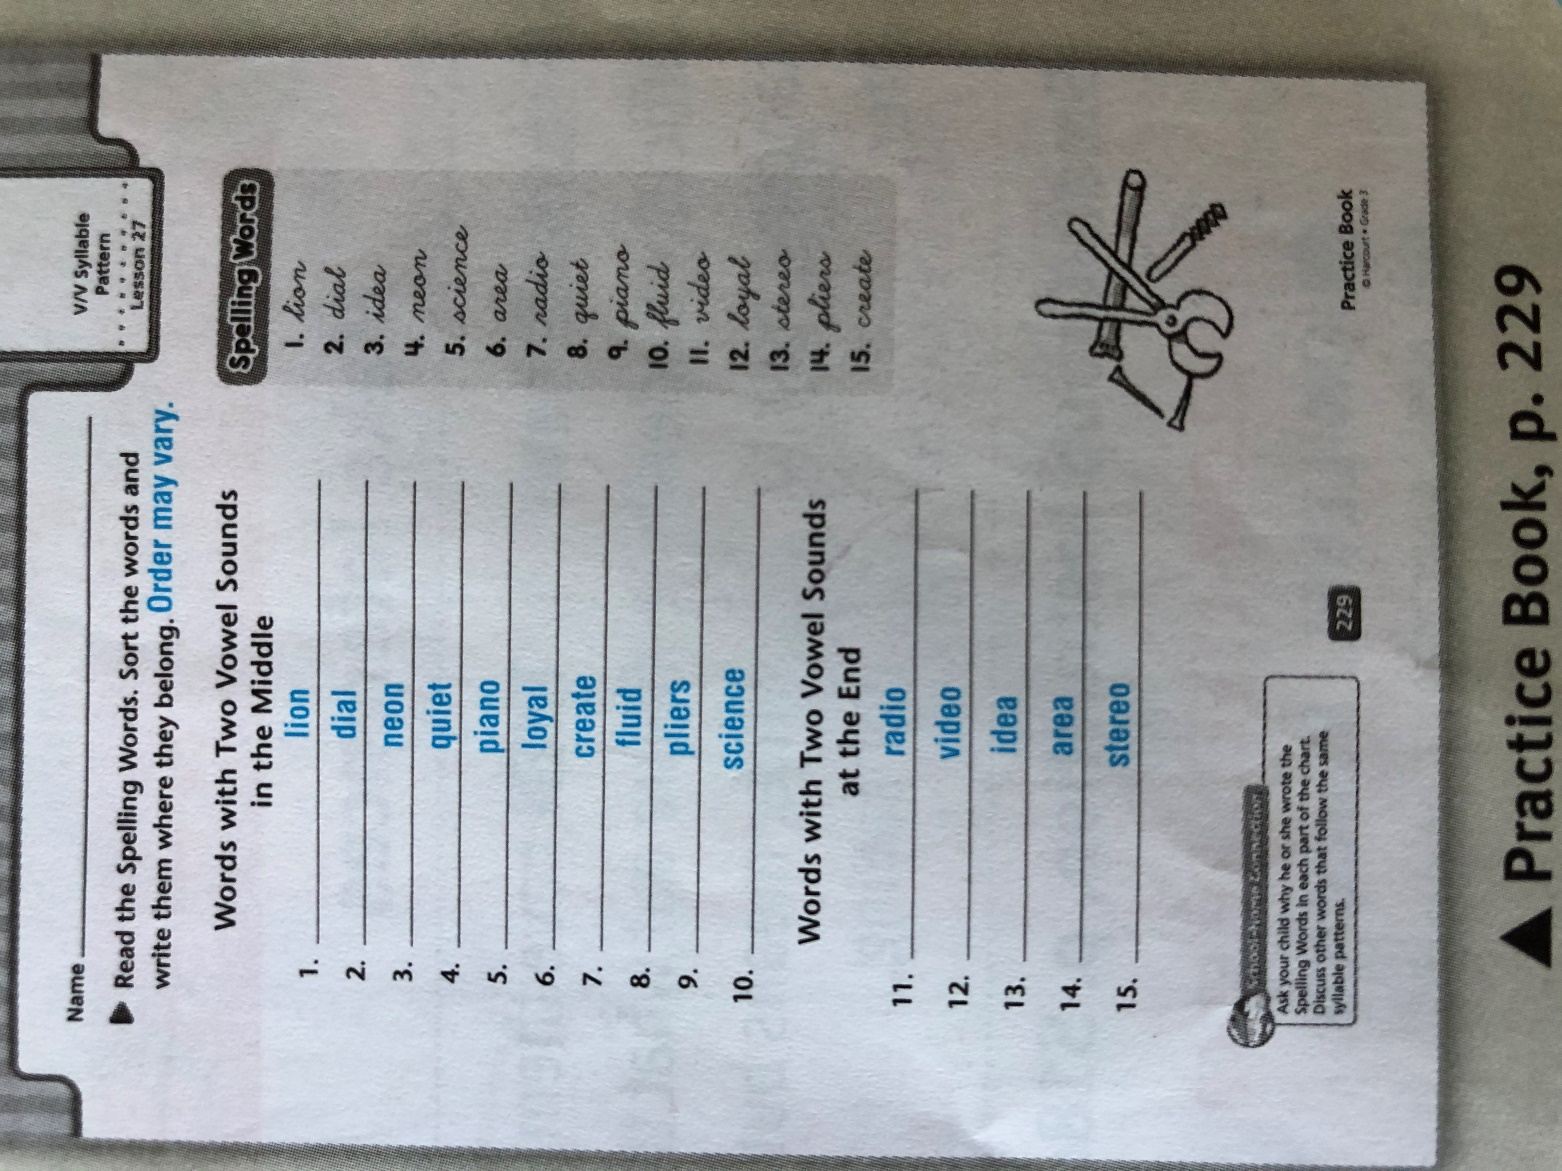 V/V Syllable
Pattern
Lesson 27
Name
Read the Spelling Words. Sort the words and
write them where they belong. Order may vary.
Words with Two Vowel Sounds
in the Middle
1. lion
2. dial
3. neon
4. quiet
5. piano
6. loyal
7. create
8. fluid
9. pliers
10. science
Words with Two Vowel Sounds
at the End
11. radio
12. video
13. idea
14. area
15. stereo
Spelling Words
1. lion
2. dial
3. idea
4. neon
5. science
6. area
7. radio
8. quiet
9. piano
10. fluid
11. video
12. loyal
13. stereo
14. pliers
15. create
School-Home Connection
Ask your child why he or she wrote the
Spelling Words in each part of the chart.
Discuss other words that follow the same
syllable patterns.
229
Practice Book
© Harcourt • Grade 3
▲ Practice Book, p. 229